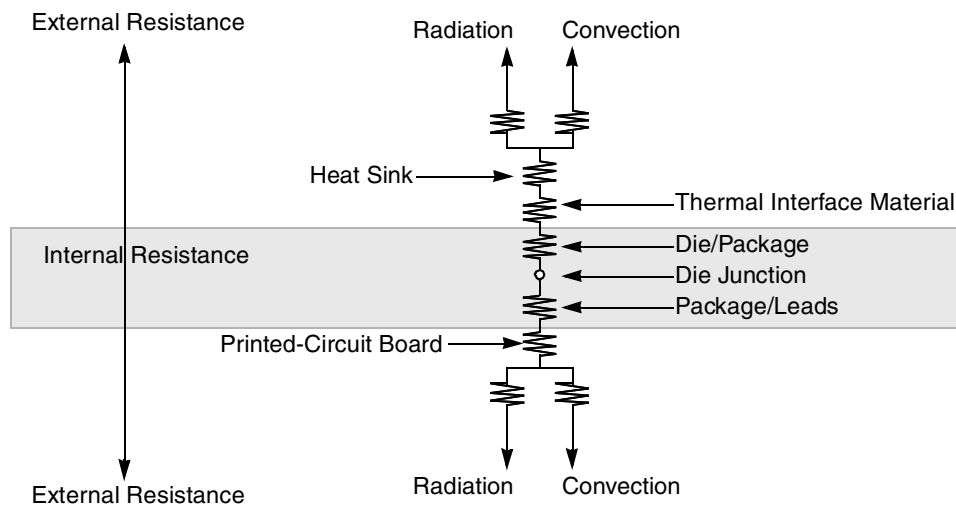 External Resistance
Radiation
Convection
Heat Sink
Thermal Interface Material
Internal Resistance
Die/Package
Die Junction
Package/Leads
Printed-Circuit Board
Radiation
Convection
External Resistance